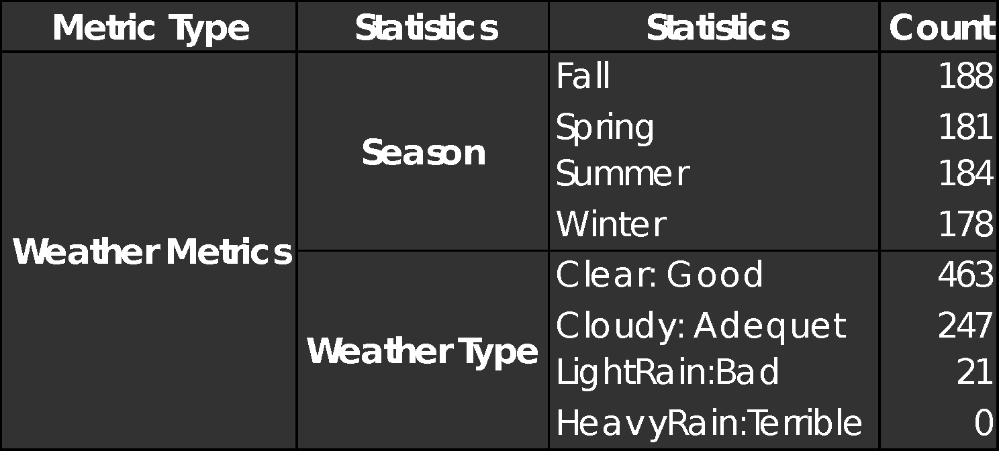 Metric Type Statistics Statistics Count
Fall 188
Spring 181
Season
Summer 184
Winter 178
Weather Metrics
Clear: Good 463
Cloudy: Adequet 247
Weather Type
LightRain:Bad 21
HeavyRain:Terrible 0